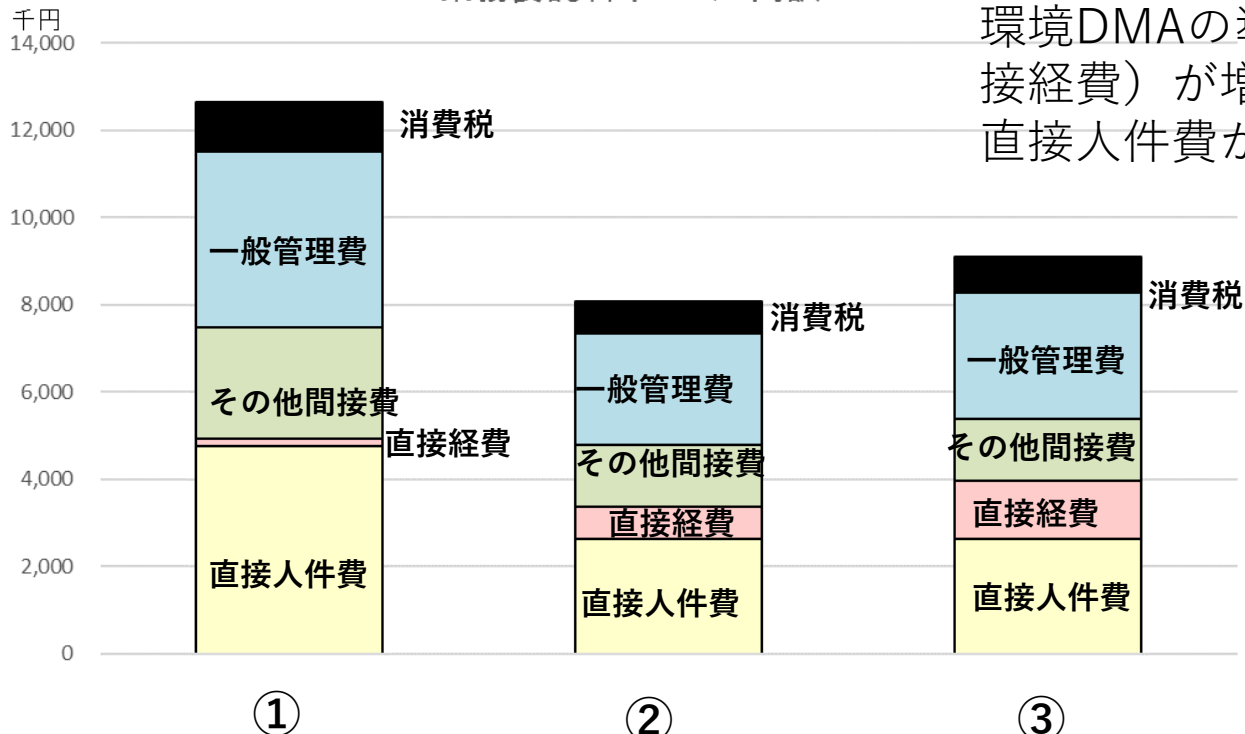 千円
環境DMAの
接経費）が増
直接人件費が
14,000
12,000
10,000
8,000
6,000
4,000
2,000
0
消費税
一般管理費
その他間接費
直接経費
直接人件費
消費税
一般管理費
その他間接費
直接経費
直接人件費
消費税
一般管理費
その他間接費
直接経費
直接人件費
①
②
③